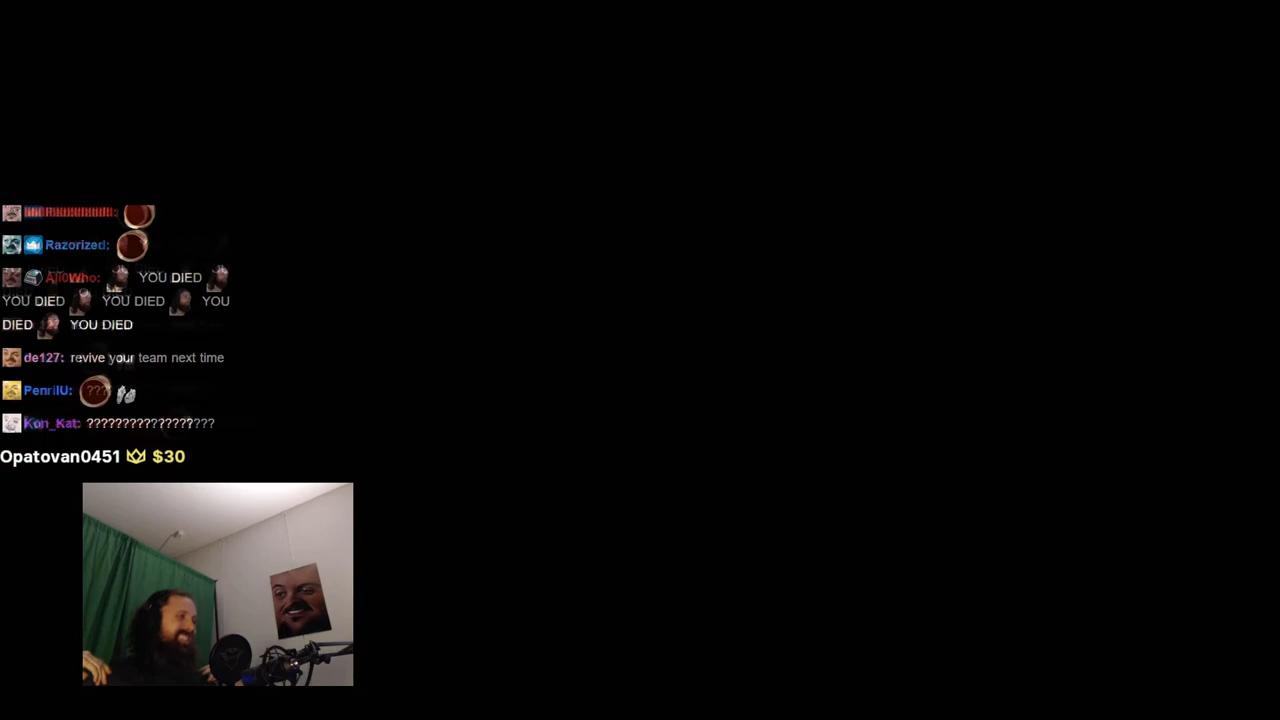 Razorized:
Ali0Who: YOU DIED
YOU DIED YOU DIED YOU
DIED YOU DIED
de127: revive your team next time
PenrilU: ???
Kon_Kat: ??????????????????
Opatovan0451 $30